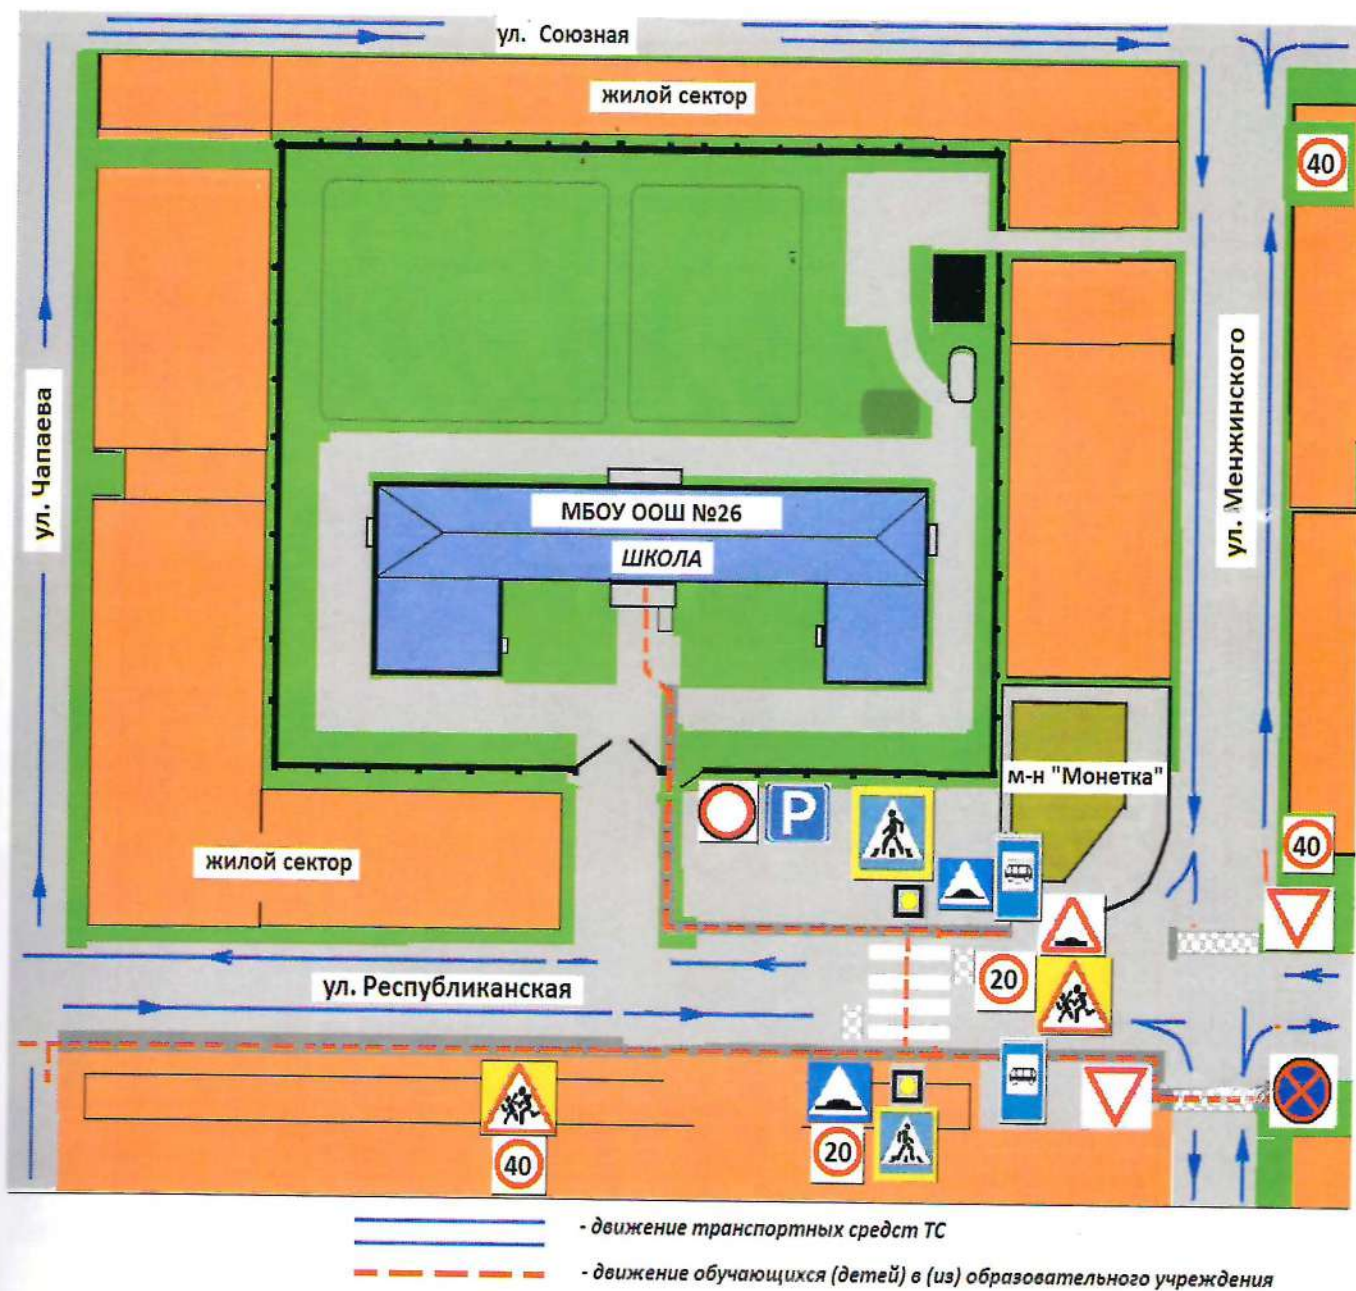 ул. Союзная
жилой сектор
40
ул. Чапаева
ул. Менжинского
МБОУ ООШ №26
ШКОЛА
м-н "Монетка"
P
40
жилой сектор
20
ул. Республиканская
20
40
- движение транспортных средст ТС
- движение обучающихся (детей) в (из) образовательного учреждения